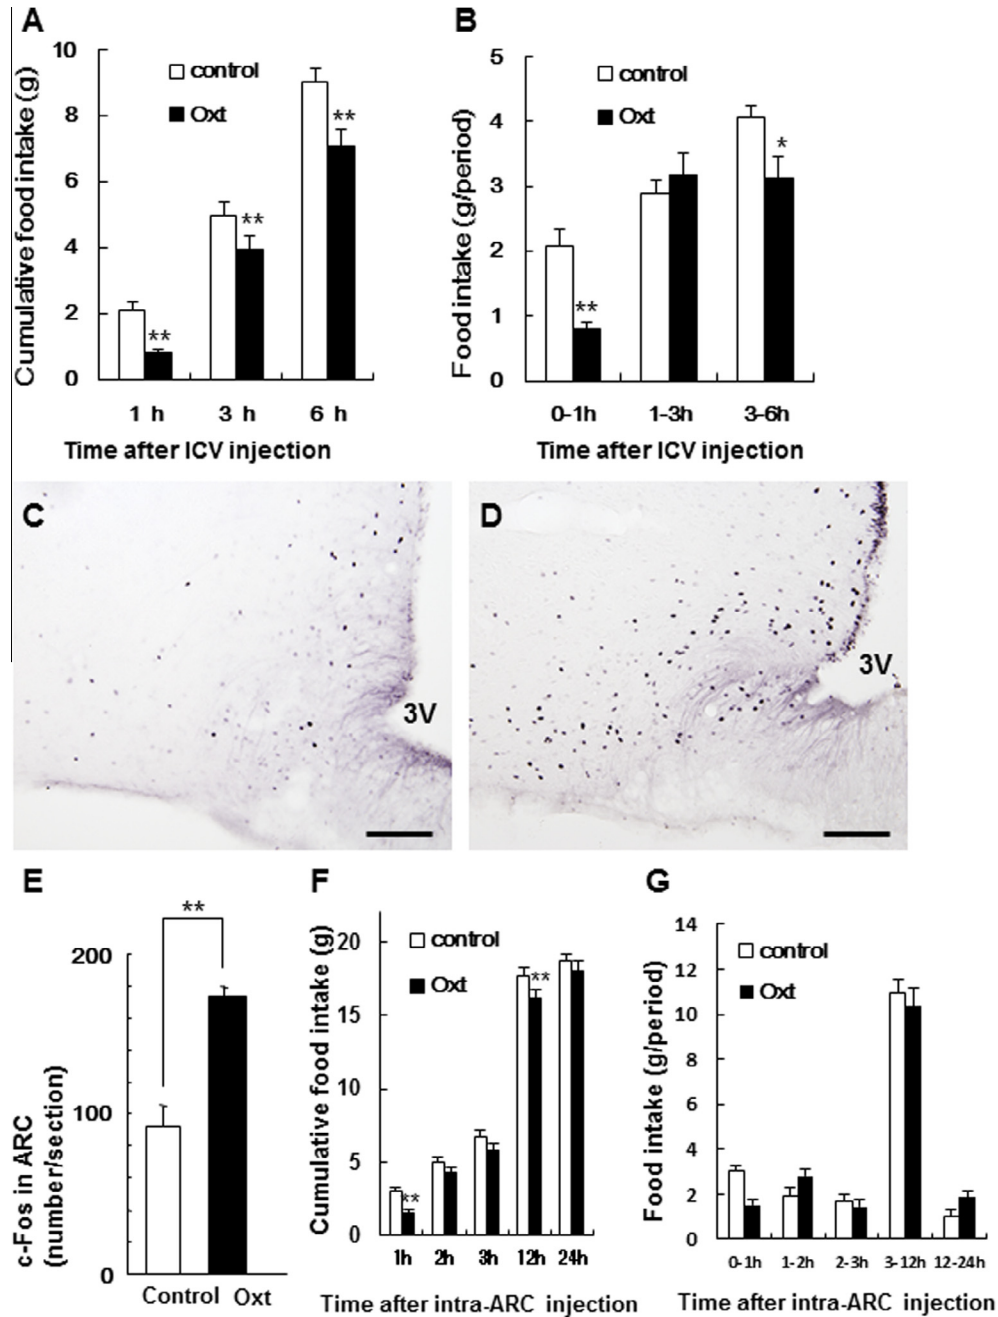 A
10
8
6
4
2
0
Cumulative food intake (g)
control
Oxt
**
**
**
1 h 3 h 6 h
Time after ICV injection
B
5
4
3
2
1
0
Food intake (g/period)
control
Oxt
**
*
0-1h 1-3h 3-6h
Time after ICV injection
C
3V
D
3V
E
200
100
0
c-Fos in ARC
(number/section)
**
Control Oxt
F
20
15
10
5
0
Cumulative food intake (g)
control
Oxt
**
**
1h 2h 3h 12h 24h
Time after intra-ARC injection
G
14
12
10
8
6
4
2
0
Food intake (g/period)
control
Oxt
0-1h 1-2h 2-3h 3-12h 12-24h
Time after intra-ARC injection